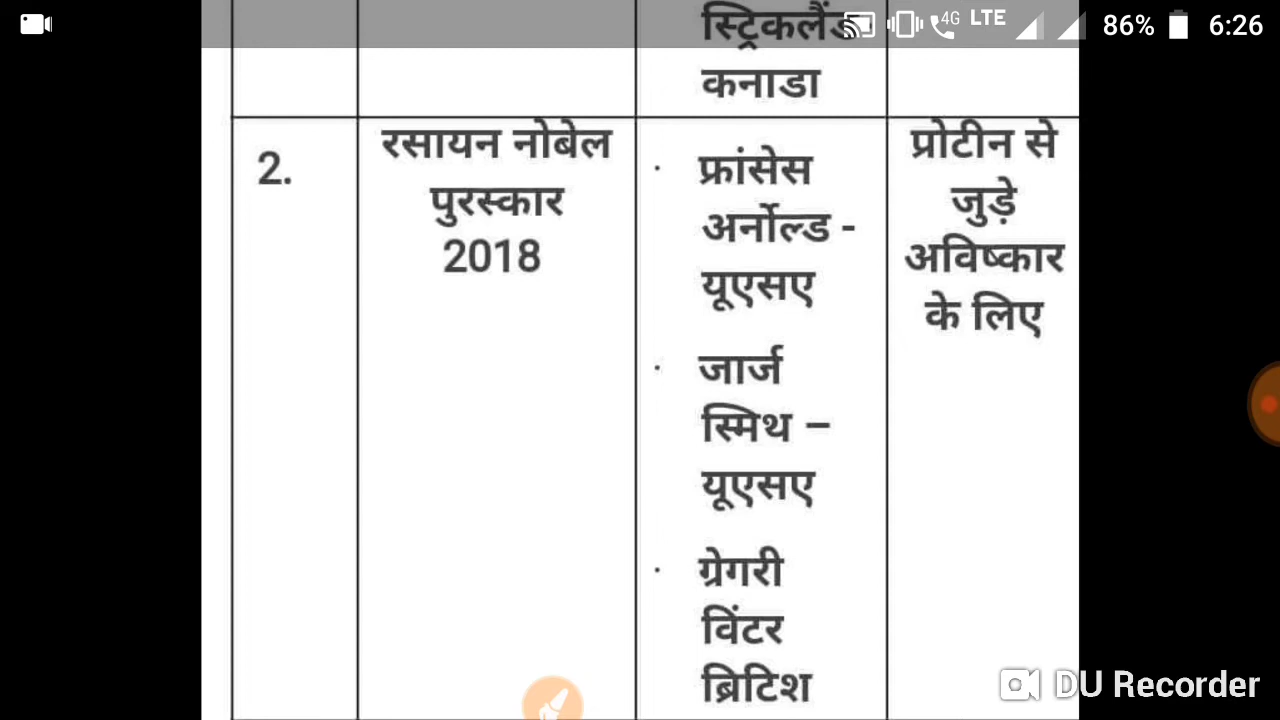 4G LTE 86% 6:26
स्ट्रिकलैंड
कनाडा
2.
रसायन नोबेल
पुरस्कार
2018
· फ्रांसेस
अर्नोल्ड -
यूएसए
· जार्ज
स्मिथ –
यूएसए
· ग्रेगरी
विंटर
ब्रिटिश
प्रोटीन से
जुड़े
अविष्कार
के लिए
DU Recorder